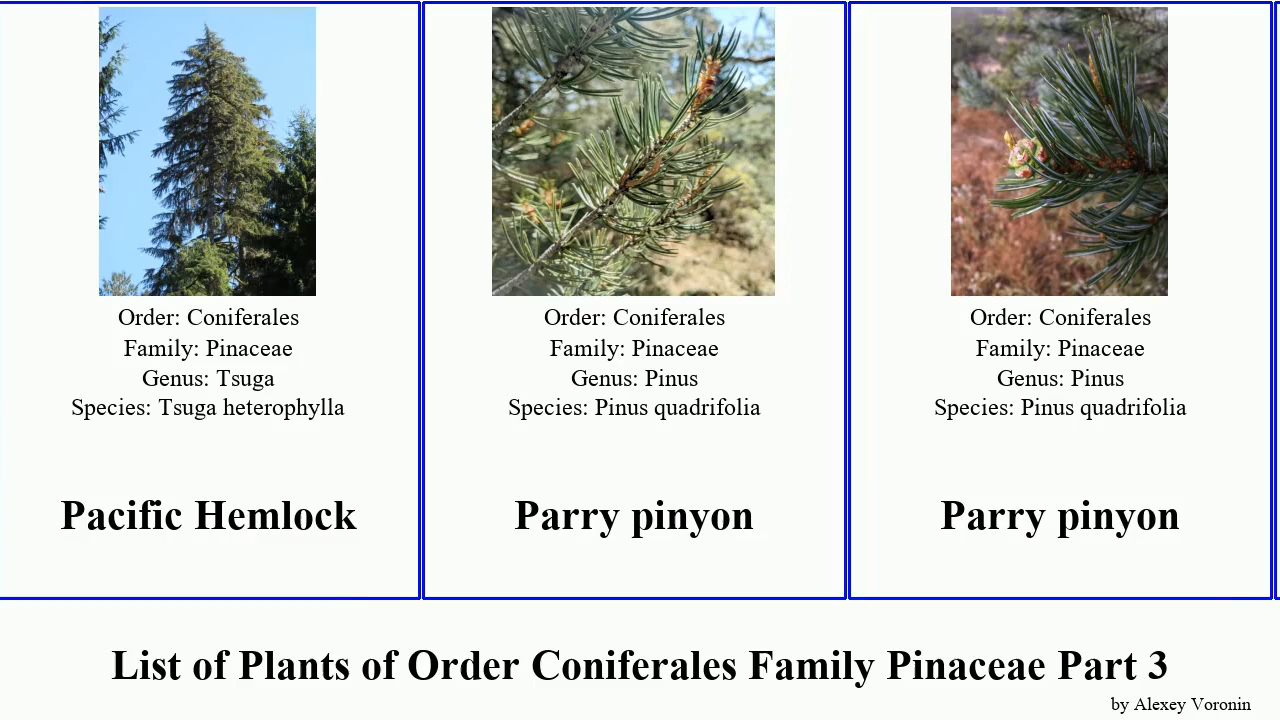 Order: Coniferales
Family: Pinaceae
Genus: Tsuga
Species: Tsuga heterophylla
Pacific Hemlock
Order: Coniferales
Family: Pinaceae
Genus: Pinus
Species: Pinus quadrifolia
Parry pinyon
Order: Coniferales
Family: Pinaceae
Genus: Pinus
Species: Pinus quadrifolia
Parry pinyon
List of Plants of Order Coniferales Family Pinaceae Part 3
by Alexey Voronin